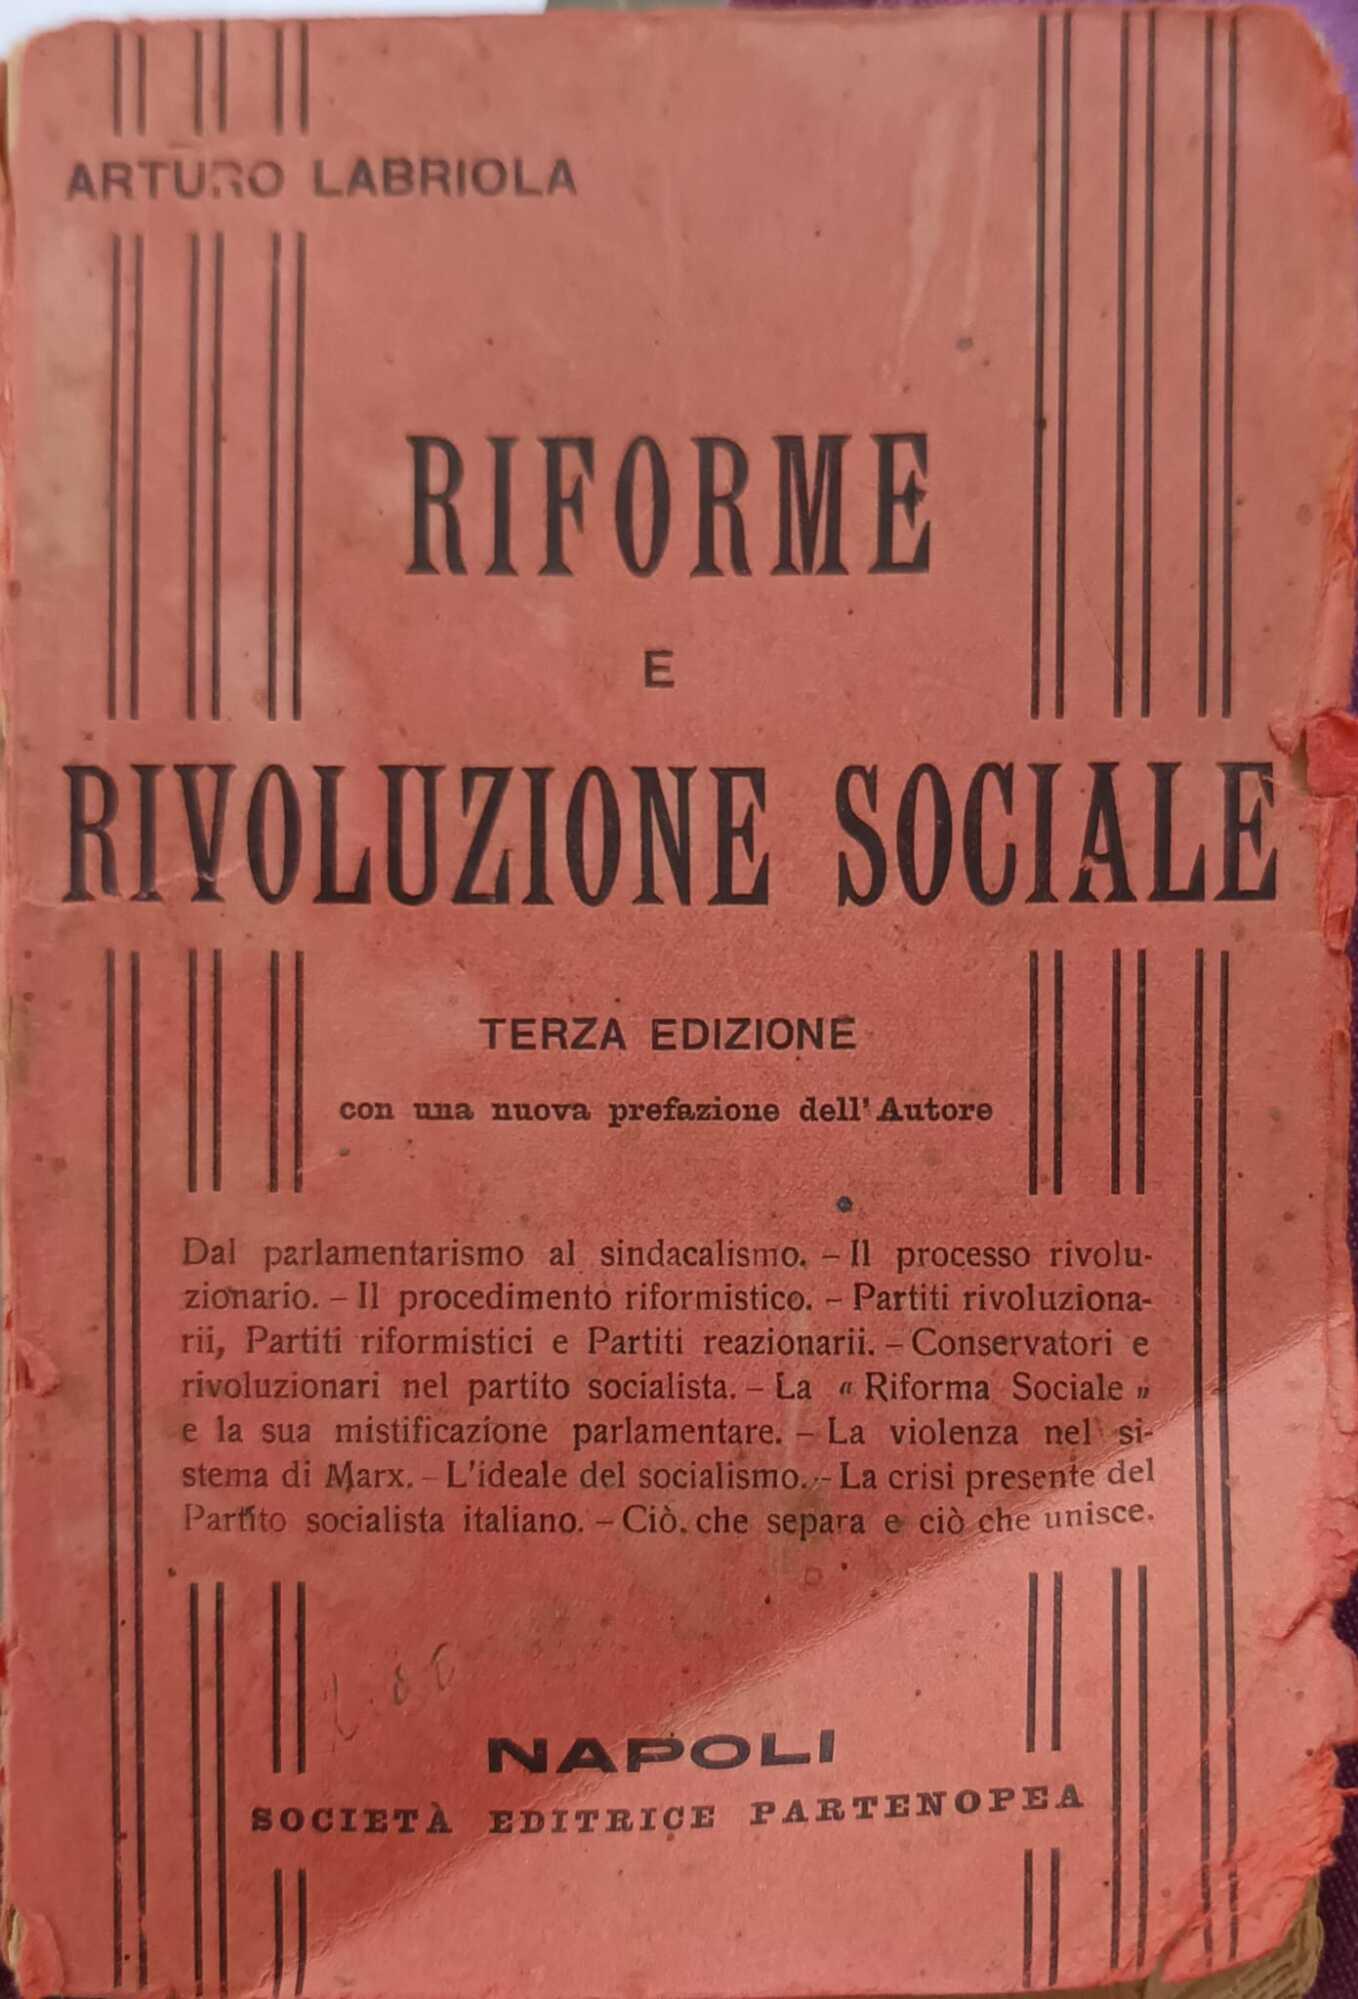 ARTURO LABRIOLA
RIFORME
E
RIVOLUZIONE SOCIALE
TERZA EDIZIONE
con una nuova prefazione dell'Autore
Dal parlamentarismo al sindacalismo. – Il processo rivolu-
zionario. – Il procedimento riformistico. – Partiti rivoluziona-
rii, Partiti riformistici e Partiti reazionarii. – Conservatori e
rivoluzionari nel partito socialista. – La “ Riforma Sociale „
e la sua mistificazione parlamentare. – La violenza nel si-
stema di Marx. – L'ideale del socialismo. – La crisi presente del
Partito socialista italiano. – Ciò che separa e ciò che unisce.
NAPOLI
SOCIETÀ EDITRICE PARTENOPEA